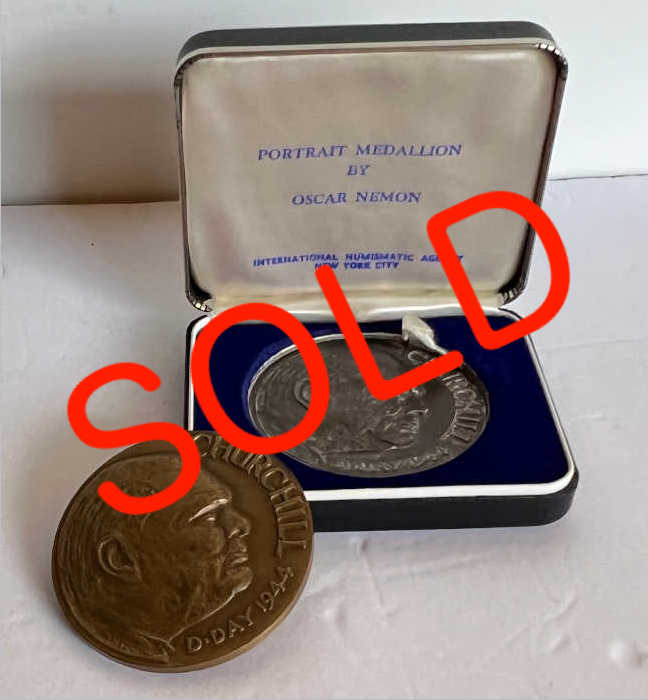 PORTRAIT MEDALLION
BY
OSCAR NEMON
INTERNATIONAL NUMISMATIC AGENCY
NEW YORK CITY
SOLD
CHURCHILL
CHURCHILL
D·DAY 1944